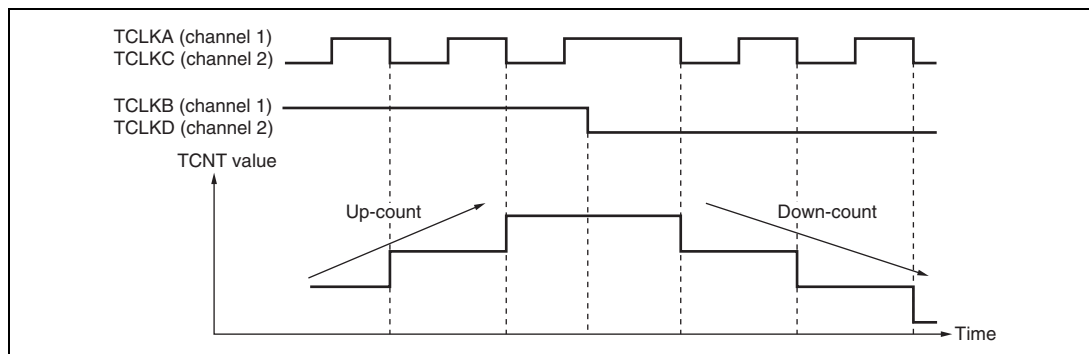 TCLKA (channel 1)
TCLKC (channel 2)
TCLKB (channel 1)
TCLKD (channel 2)
TCNT value
Up-count
Down-count
Time